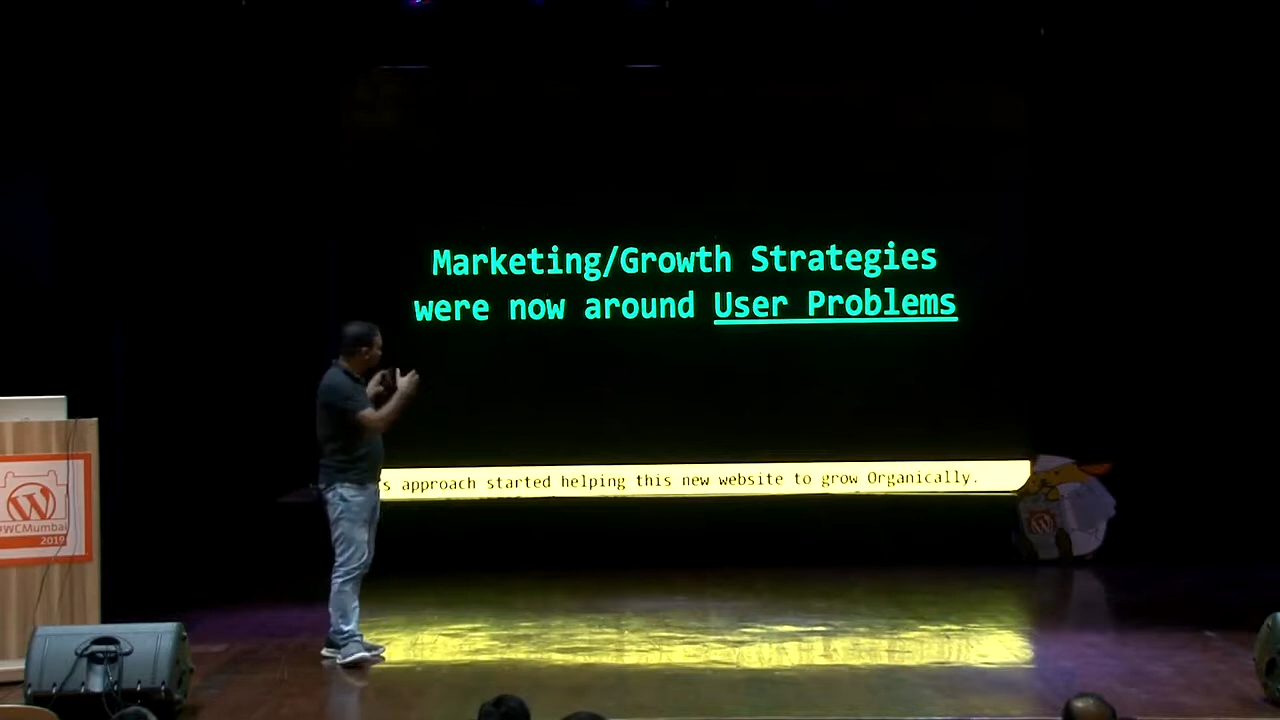 Marketing/Growth Strategies
were now around User Problems
s approach started helping this new website to grow Organically.
#WCMumbai
2019